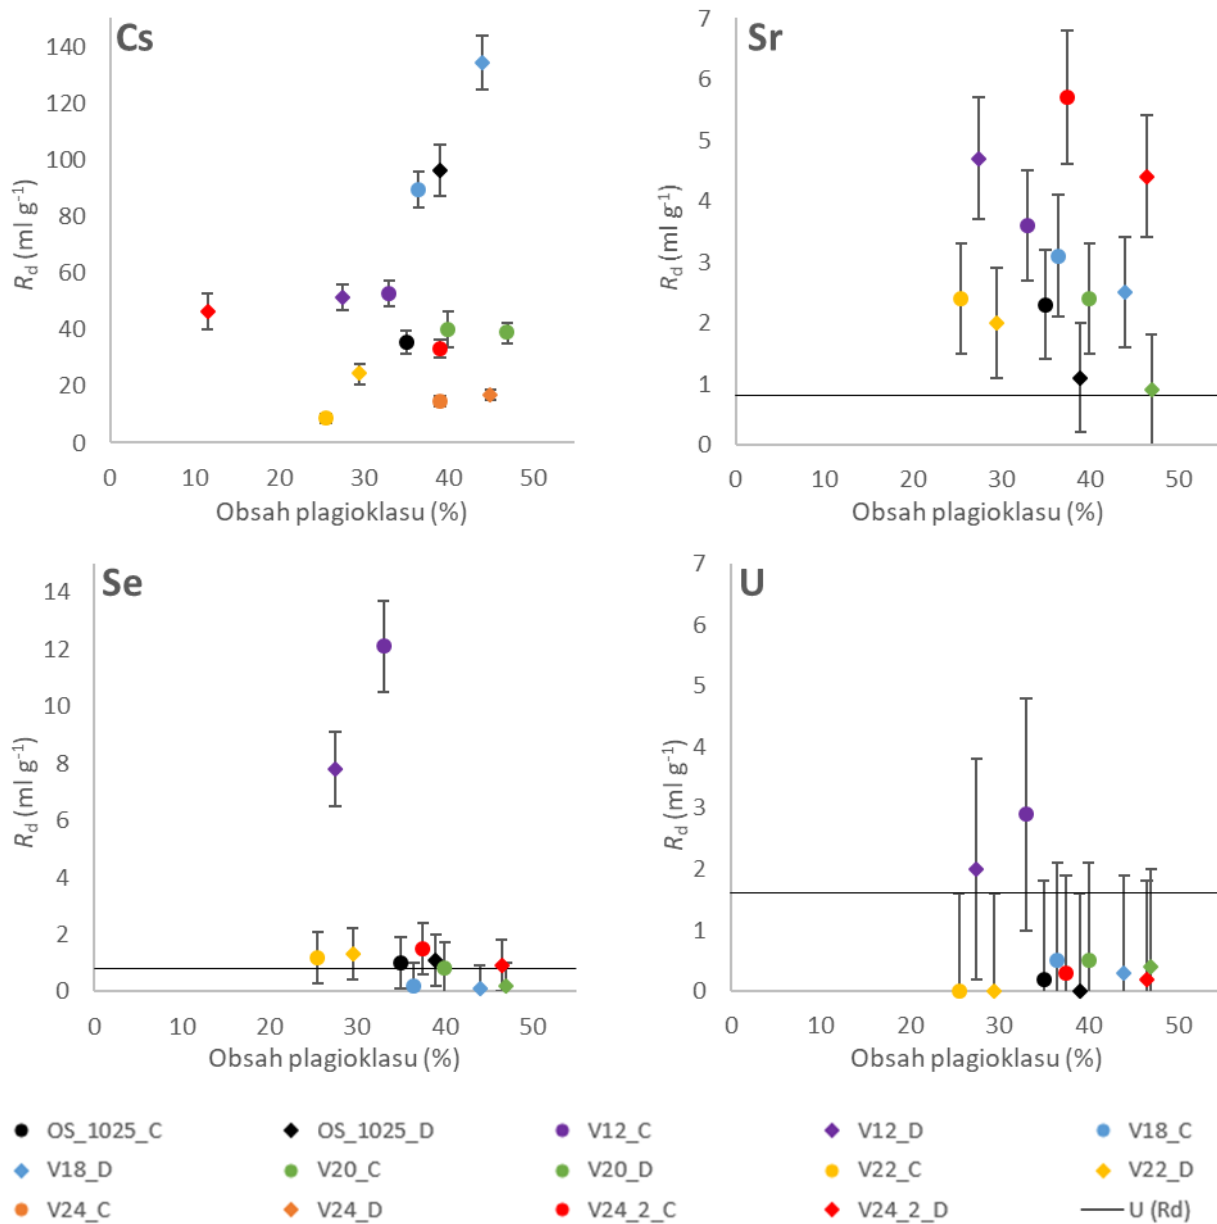 Cs
140
120
100
80
60
40
20
0
Rd (ml g⁻¹)
0 10 20 30 40 50
Obsah plagioklasu (%)
Sr
7
6
5
4
3
2
1
0
Rd (ml g⁻¹)
0 10 20 30 40 50
Obsah plagioklasu (%)
Se
14
12
10
8
6
4
2
0
Rd (ml g⁻¹)
0 10 20 30 40 50
Obsah plagioklasu (%)
U
7
6
5
4
3
2
1
0
Rd (ml g⁻¹)
0 10 20 30 40 50
Obsah plagioklasu (%)
OS_1025_C OS_1025_D V12_C V12_D V18_C
V18_D V20_C V20_D V22_C V22_D
V24_C V24_D V24_2_C V24_2_D U (Rd)